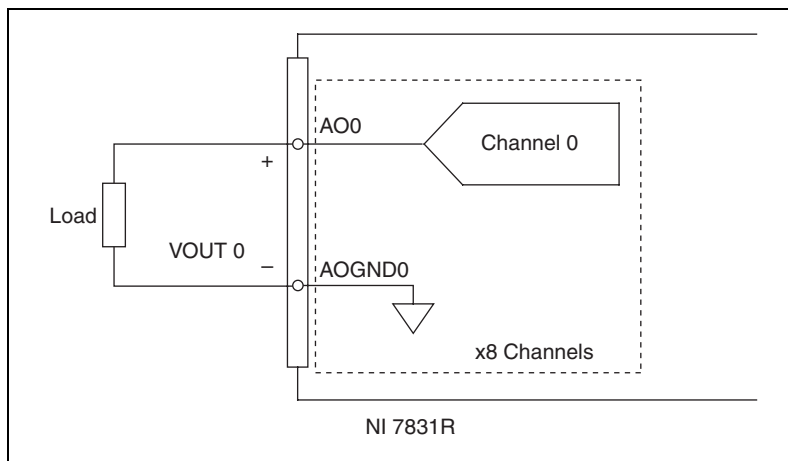 AO0
Channel 0
+
Load
VOUT 0
–
AOGND0
x8 Channels
NI 7831R